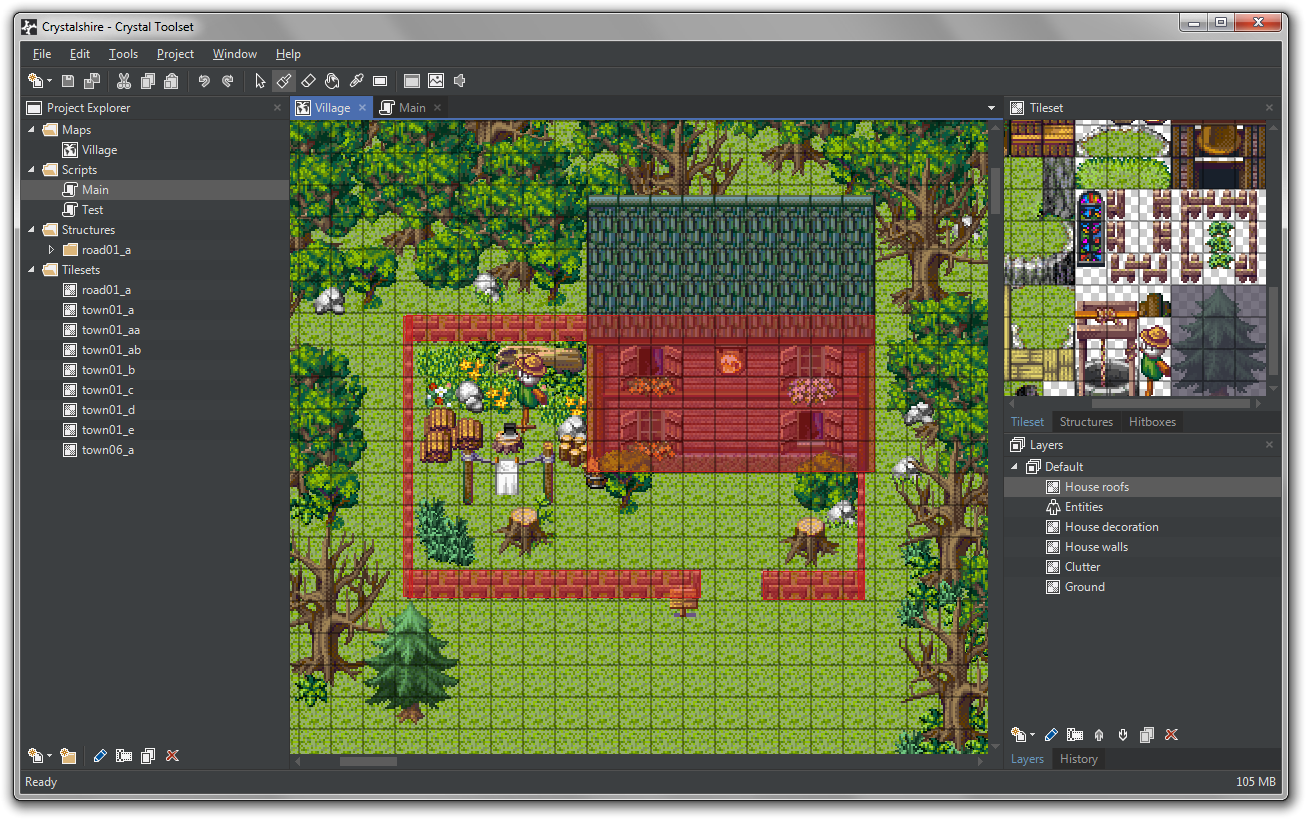 Crystalshire - Crystal Toolset
File Edit Tools Project Window Help
Project Explorer
Maps
Village
Scripts
Main
Test
Structures
road01_a
Tilesets
road01_a
town01_a
town01_aa
town01_ab
town01_b
town01_c
town01_d
town01_e
town06_a
Village Main
Tileset
Tileset Structures Hitboxes
Layers
Default
House roofs
Entities
House decoration
House walls
Clutter
Ground
Layers History
Ready
105 MB